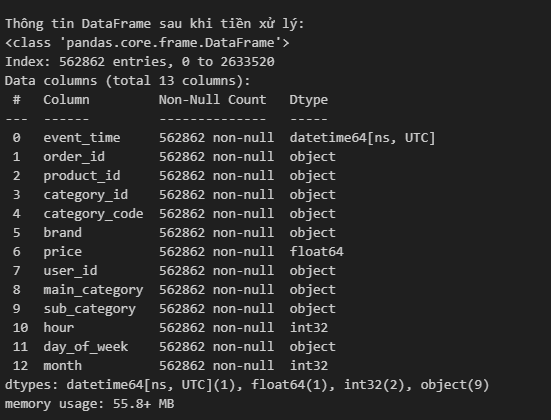 Thông tin DataFrame sau khi tiền xử lý:
<class 'pandas.core.frame.DataFrame'>
Index: 562862 entries, 0 to 2633520
Data columns (total 13 columns):
 #   Column         Non-Null Count   Dtype
---  ------         --------------   -----
 0   event_time     562862 non-null  datetime64[ns, UTC]
 1   order_id       562862 non-null  object
 2   product_id     562862 non-null  object
 3   category_id    562862 non-null  object
 4   category_code  562862 non-null  object
 5   brand          562862 non-null  object
 6   price          562862 non-null  float64
 7   user_id        562862 non-null  object
 8   main_category  562862 non-null  object
 9   sub_category   562862 non-null  object
 10  hour           562862 non-null  int32
 11  day_of_week    562862 non-null  object
 12  month          562862 non-null  int32
dtypes: datetime64[ns, UTC](1), float64(1), int32(2), object(9)
memory usage: 55.8+ MB